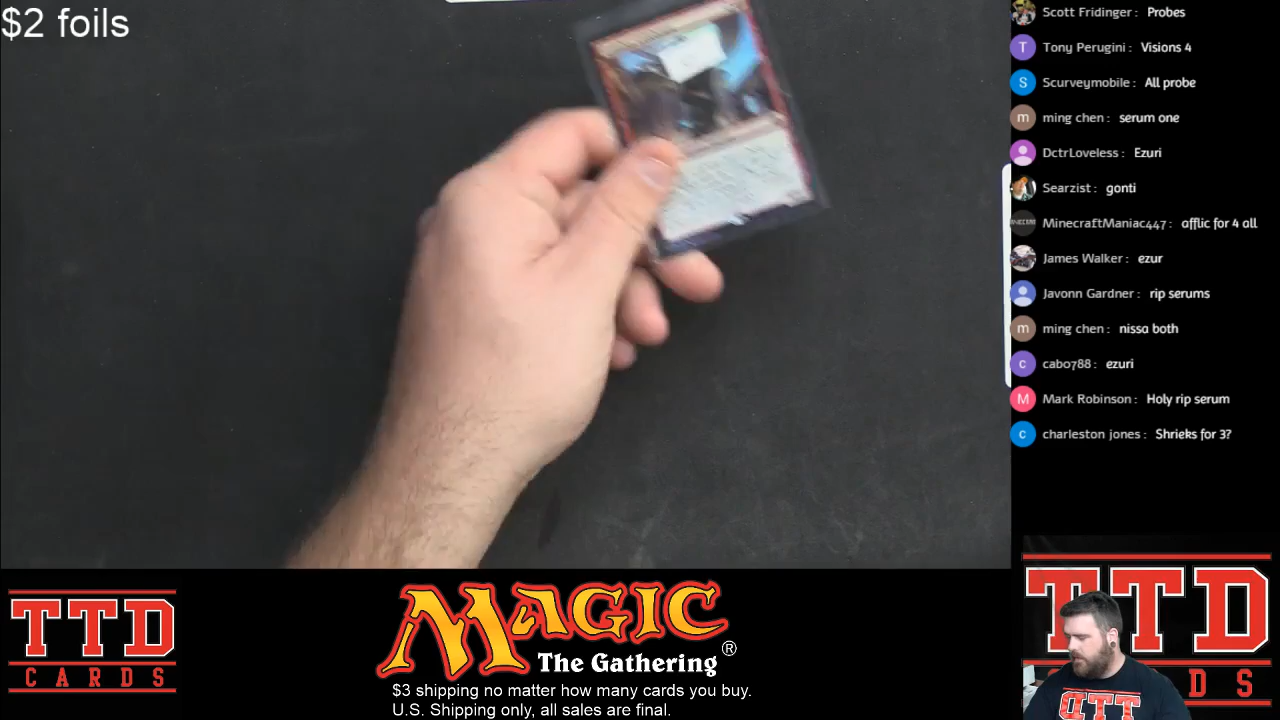 $2 foils
Scott Fridinger : Probes
Tony Perugini : Visions 4
Scurveymobile : All probe
ming chen : serum one
DctrLoveless : Ezuri
Searzist : gonti
MinecraftManiac447 : afflic for 4 all
James Walker : ezur
Javonn Gardner : rip serums
ming chen : nissa both
cabo788 : ezuri
Mark Robinson : Holy rip serum
charleston jones : Shrieks for 3?
TTD
CARDS
MAGIC
The Gathering®
$3 shipping no matter how many cards you buy.
U.S. Shipping only, all sales are final.
TTD
DS
TTD